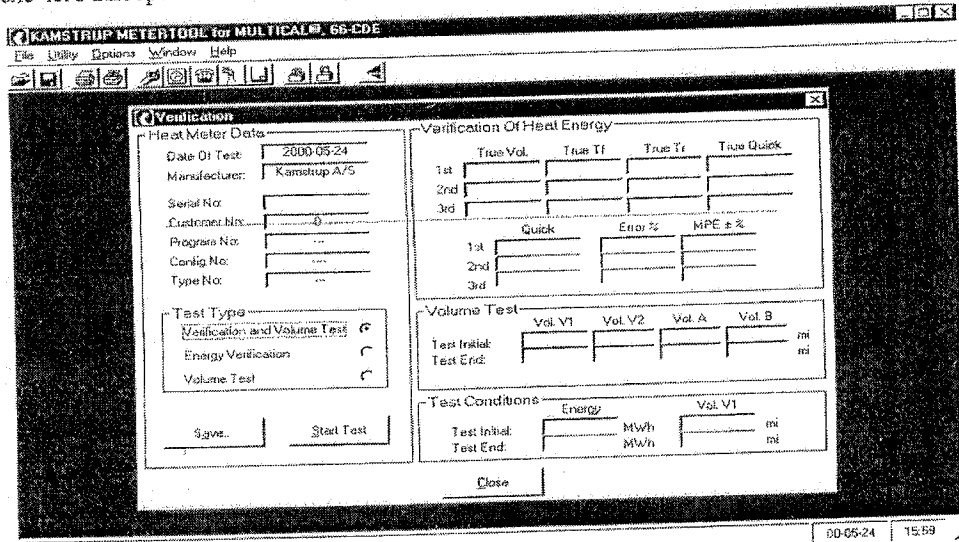 KAMSTRUP METERTOOL for MULTICAL®, 66-CDE
File Utility Options Window Help
Verification
Heat Meter Data
Date Of Test: 2000-05-24
Manufacturer: Kamstrup A/S
Serial No:
Customer No: 0
Program No: ---
Config No: ---
Type No: ---
Test Type
Verification and Volume Test
Energy Verification
Volume Test
Save..
Start Test
Verification Of Heat Energy
True Vol. True Tf True Tr True Quick
1st
2nd
3rd
Quick Error % MPE ± %
1st
2nd
3rd
Volume Test
Vol. V1 Vol. V2 Vol. A Vol. B
Test Initial: mi
Test End: mi
Test Conditions
Energy Vol. V1
Test Initial: MWh mi
Test End: MWh mi
Close
00-05-24 15:59